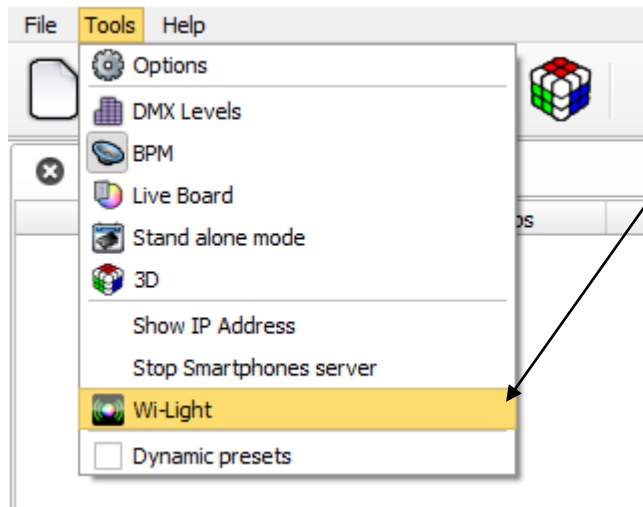 File Tools Help
Options
DMX Levels
BPM
Live Board
Stand alone mode
3D
Show IP Address
Stop Smartphones server
Wi-Light
Dynamic presets